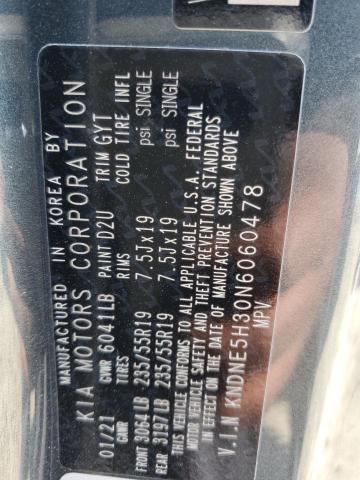 MANUFACTURED IN KOREA BY
KIA MOTORS CORPORATION
01/21 GVWR 6041LB PAINT D2U TRIM GYT
GAWR TIRES RIMS COLD TIRE INFL
FRONT 3064LB 235/55R19 7.5Jx19 psi SINGLE
REAR 3197LB 235/55R19 7.5Jx19 psi SINGLE
THIS VEHICLE CONFORMS TO ALL APPLICABLE U.S.A. FEDERAL
MOTOR VEHICLE SAFETY AND THEFT PREVENTION STANDARDS
IN EFFECT ON THE DATE OF MANUFACTURE SHOWN ABOVE
V.I.N KNDNE5H30N6060478
MPV